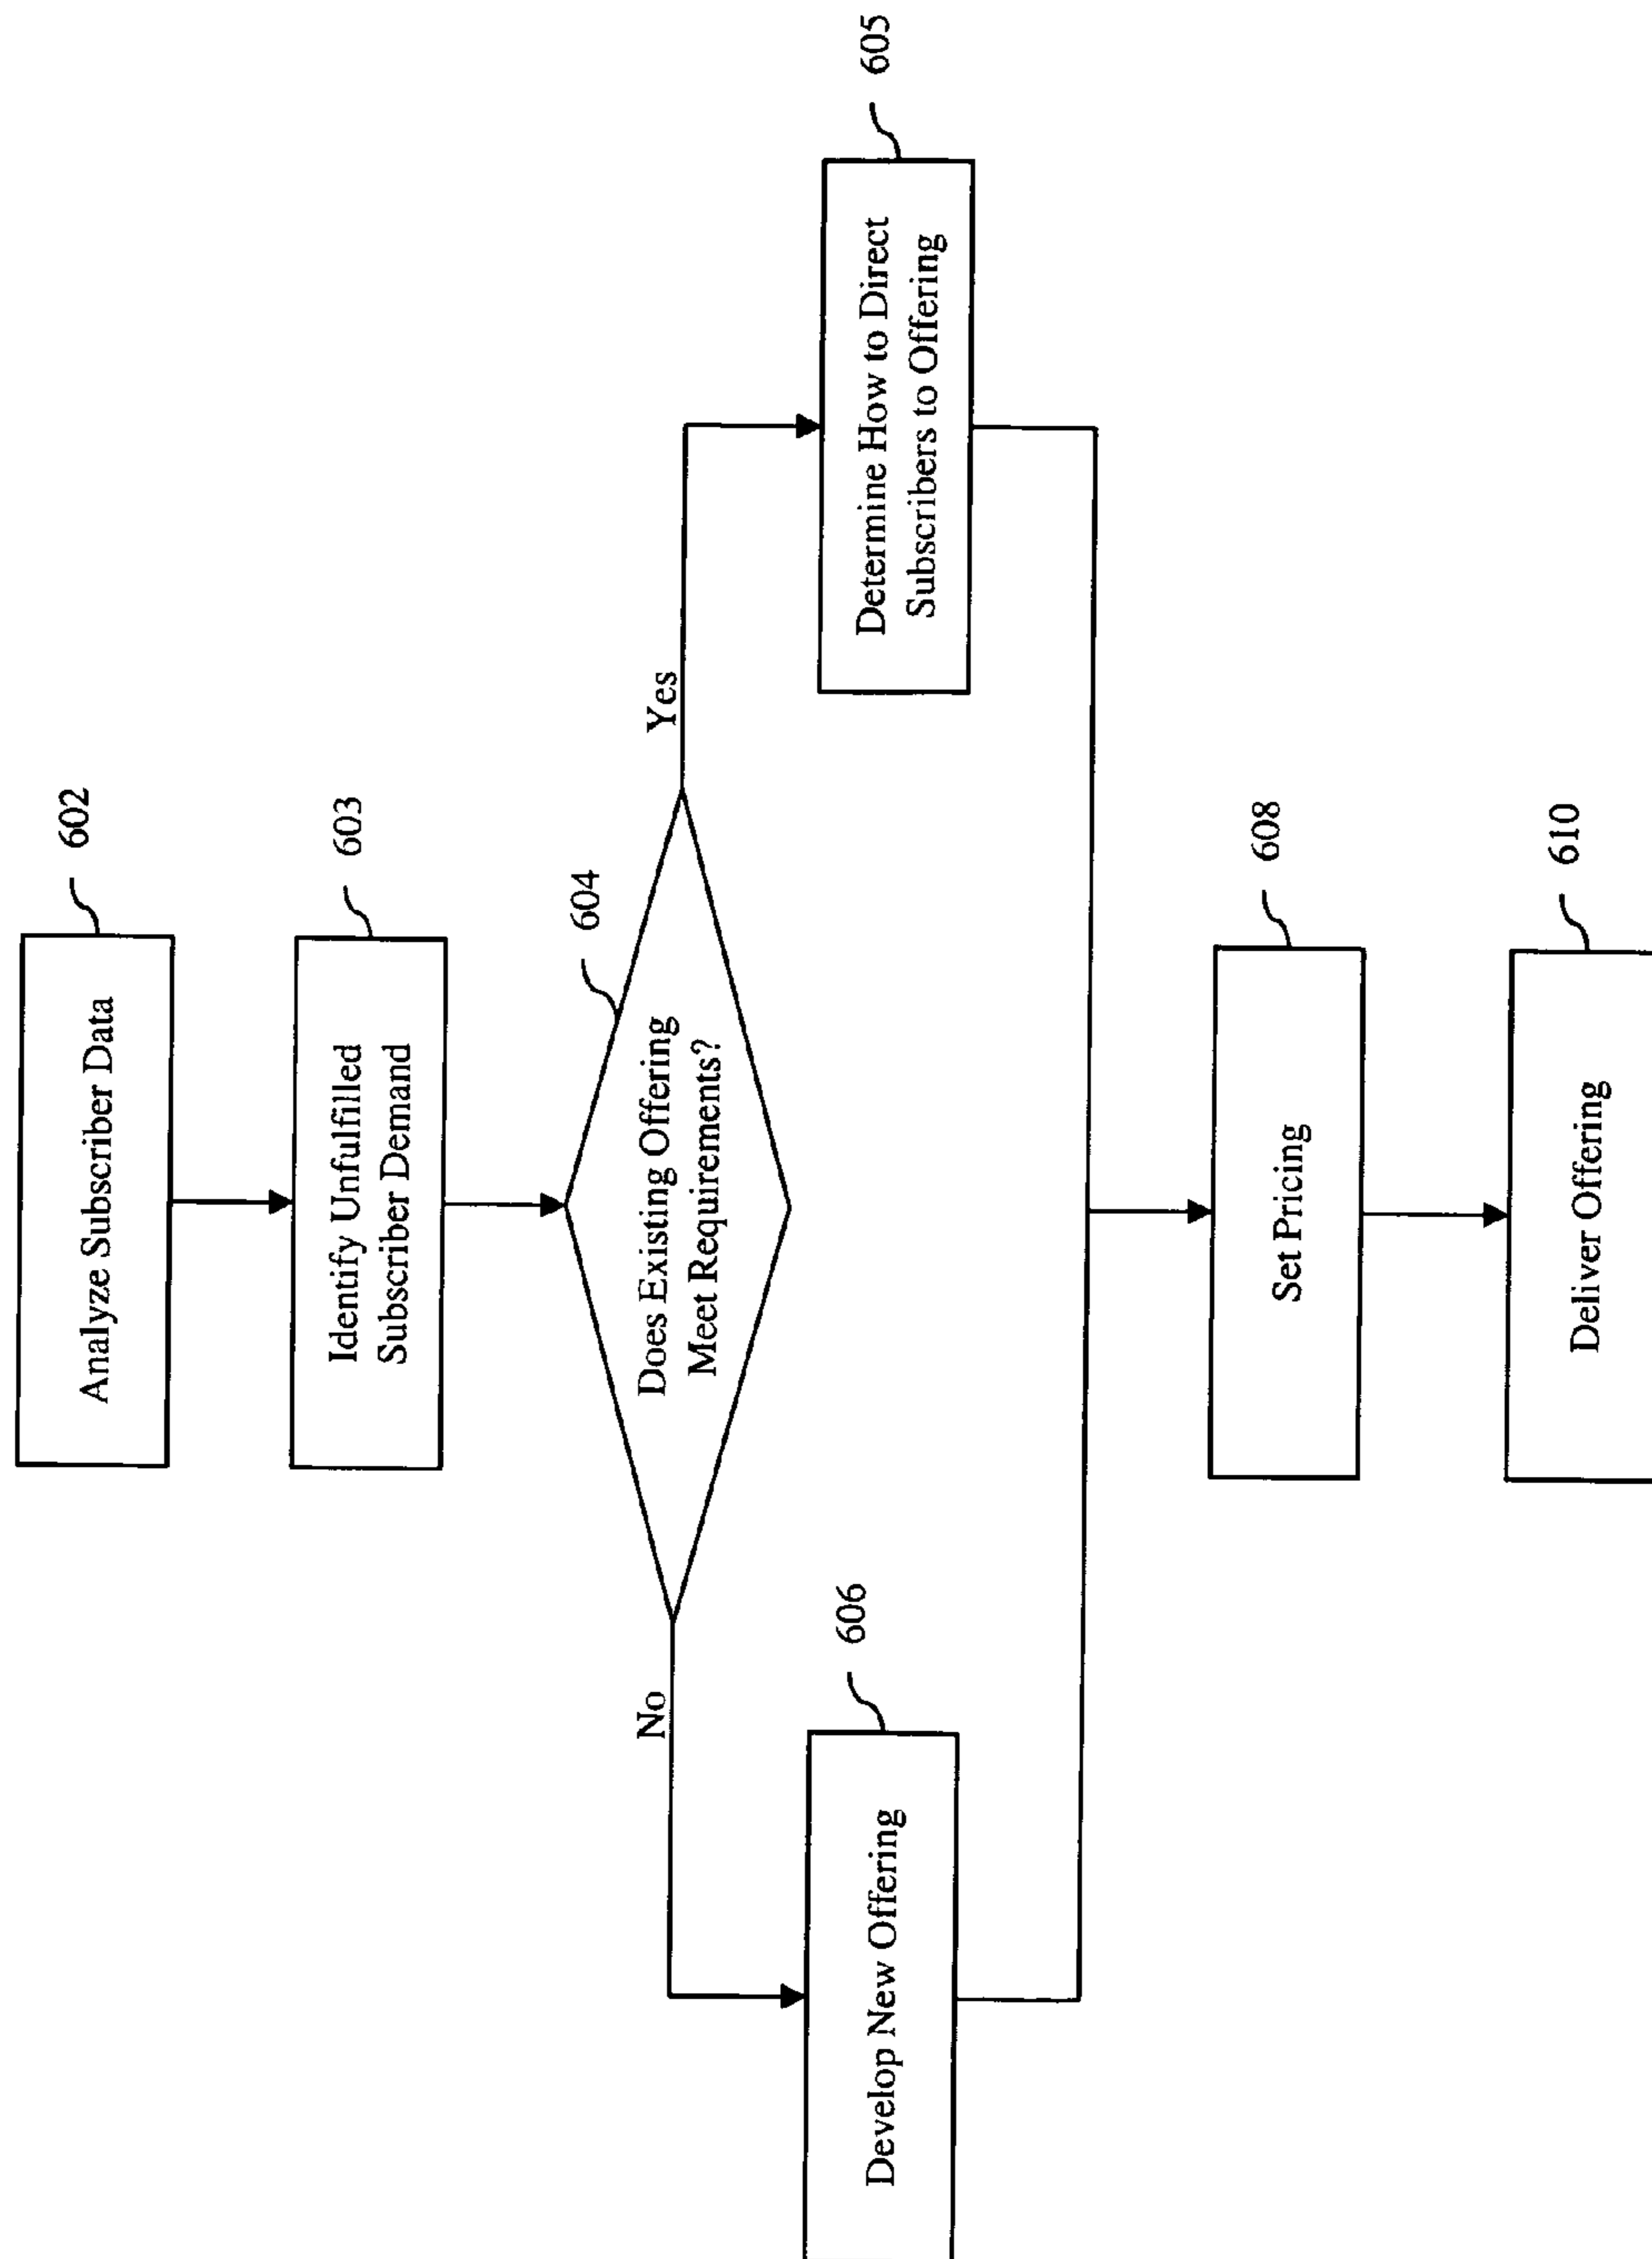 602
Analyze Subscriber Data
603
Identify Unfulfilled
Subscriber Demand
604
Does Existing Offering
Meet Requirements?
No
Yes
606
Develop New Offering
605
Determine How to Direct
Subscribers to Offering
608
Set Pricing
610
Deliver Offering